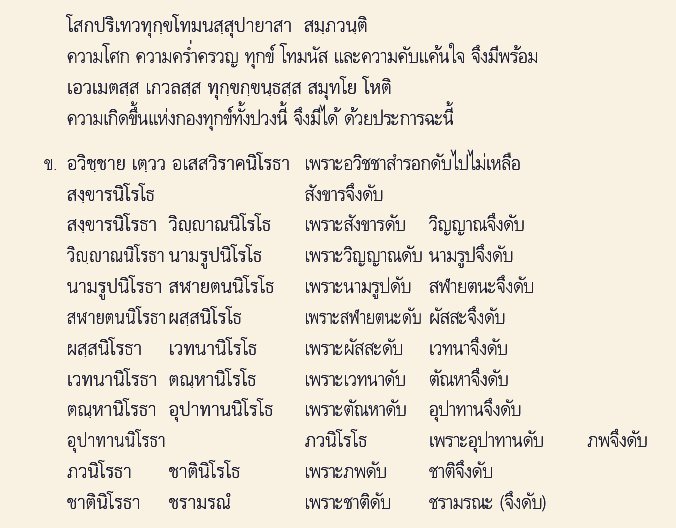 โสกปริเทวทุกฺขโทมนสฺสุปายาสา สมฺภวนฺติ
ความโศก ความคร่ำครวญ ทุกข์ โทมนัส และความคับแค้นใจ จึงมีพร้อม
เอวเมตสฺส เกวลสฺส ทุกฺขกฺขนฺธสฺส สมุทโย โหติ
ความเกิดขึ้นแห่งกองทุกข์ทั้งปวงนี้ จึงมีได้ ด้วยประการฉะนี้
ข. อวิชฺชาย เตฺวว อเสสวิราคนิโรธา เพราะอวิชชาสำรอกดับไปไม่เหลือ
สงฺขารนิโรโธ สังขารจึงดับ
สงฺขารนิโรธา วิญฺญาณนิโรโธ เพราะสังขารดับ วิญญาณจึงดับ
วิญฺญาณนิโรธา นามรูปนิโรโธ เพราะวิญญาณดับ นามรูปจึงดับ
นามรูปนิโรธา สฬายตนนิโรโธ เพราะนามรูปดับ สฬายตนะจึงดับ
สฬายตนนิโรธา ผสฺสนิโรโธ เพราะสฬายตนะดับ ผัสสะจึงดับ
ผสฺสนิโรธา เวทนานิโรโธ เพราะผัสสะดับ เวทนาจึงดับ
เวทนานิโรธา ตณฺหานิโรโธ เพราะเวทนาดับ ตัณหาจึงดับ
ตณฺหานิโรธา อุปาทานนิโรโธ เพราะตัณหาดับ อุปาทานจึงดับ
อุปาทานนิโรธา ภวนิโรโธ เพราะอุปาทานดับ ภพจึงดับ
ภวนิโรธา ชาตินิโรโธ เพราะภพดับ ชาติจึงดับ
ชาตินิโรธา ชรามรณํ เพราะชาติดับ ชรามรณะ (จึงดับ)